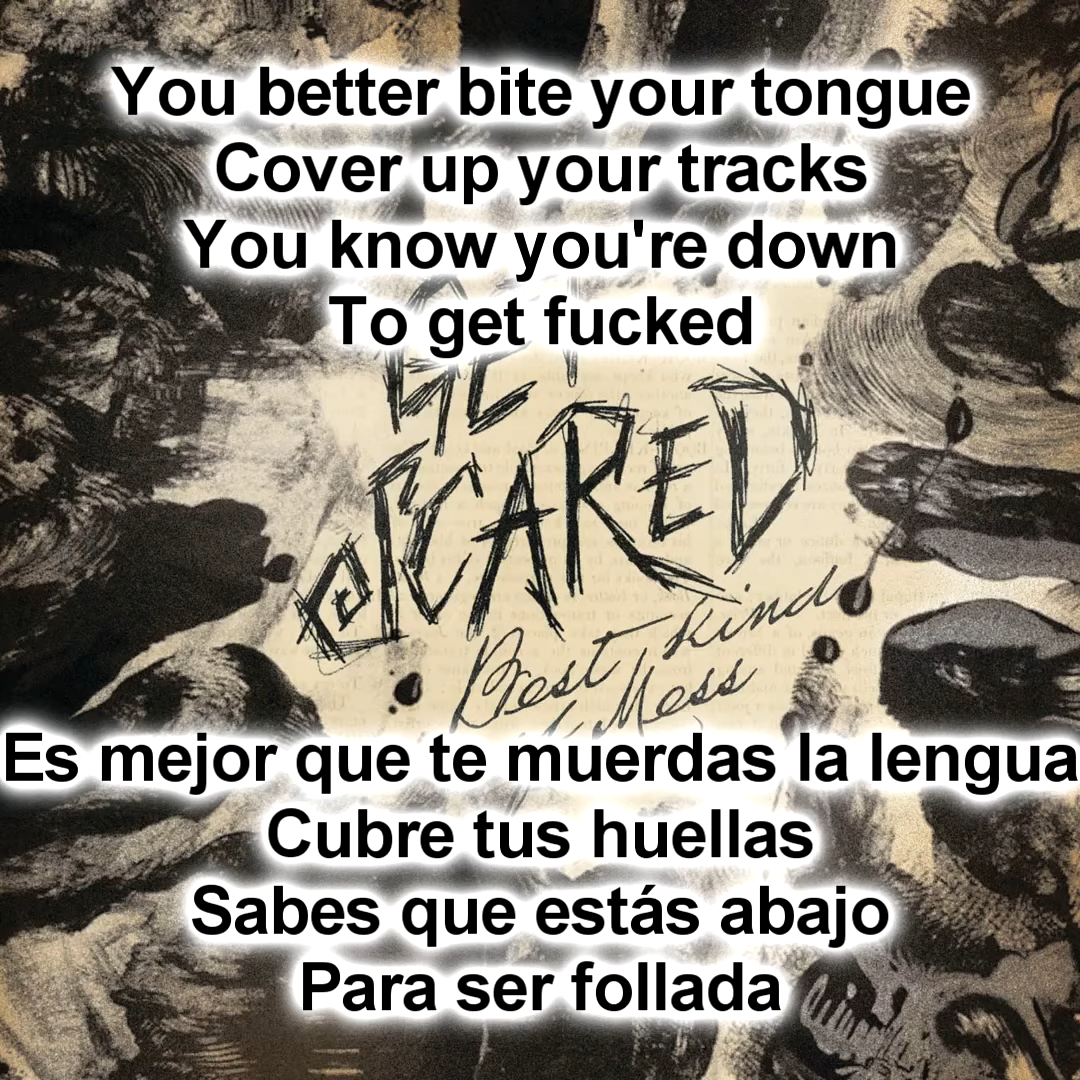 You better bite your tongue
Cover up your tracks
You know you're down
To get fucked
GET
SCARED
Best Kind
Mess
Es mejor que te muerdas la lengua
Cubre tus huellas
Sabes que estás abajo
Para ser follada